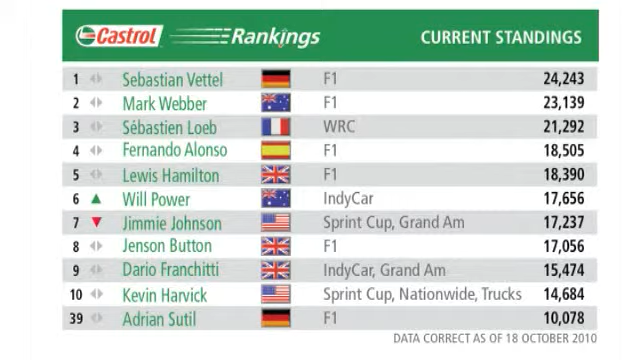 Castrol Rankings CURRENT STANDINGS
1 Sebastian Vettel F1 24,243
2 Mark Webber F1 23,139
3 Sébastien Loeb WRC 21,292
4 Fernando Alonso F1 18,505
5 Lewis Hamilton F1 18,390
6 Will Power IndyCar 17,656
7 Jimmie Johnson Sprint Cup, Grand Am 17,237
8 Jenson Button F1 17,056
9 Dario Franchitti IndyCar, Grand Am 15,474
10 Kevin Harvick Sprint Cup, Nationwide, Trucks 14,684
39 Adrian Sutil F1 10,078
DATA CORRECT AS OF 18 OCTOBER 2010